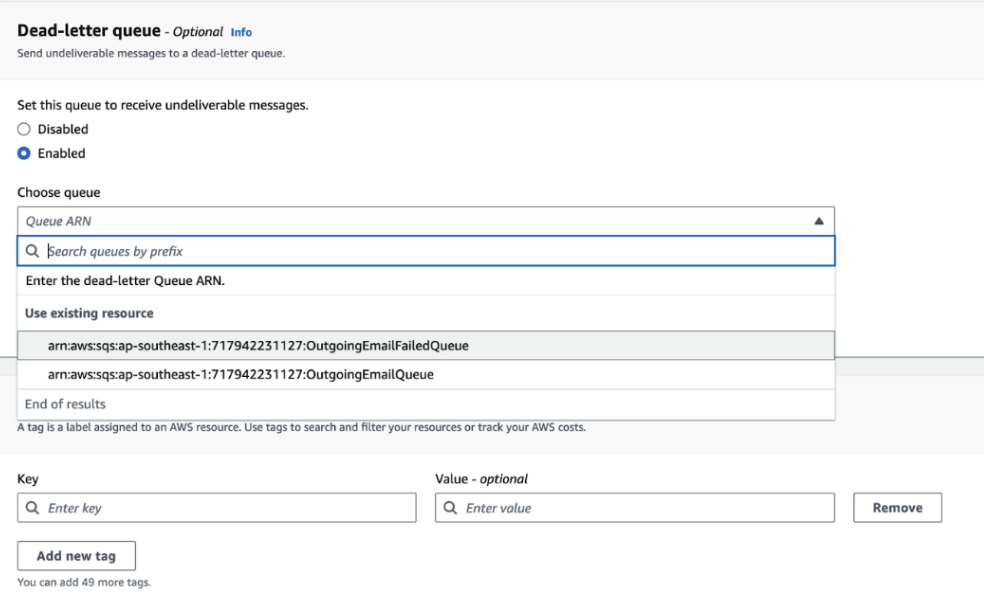 Dead-letter queue - Optional Info
Send undeliverable messages to a dead-letter queue.
Set this queue to receive undeliverable messages.
Disabled
Enabled
Choose queue
Queue ARN
Search queues by prefix
Enter the dead-letter Queue ARN.
Use existing resource
arn:aws:sqs:ap-southeast-1:717942231127:OutgoingEmailFailedQueue
arn:aws:sqs:ap-southeast-1:717942231127:OutgoingEmailQueue
End of results
A tag is a label assigned to an AWS resource. Use tags to search and filter your resources or track your AWS costs.
Key Value - optional
Enter key Enter value Remove
Add new tag
You can add 49 more tags.